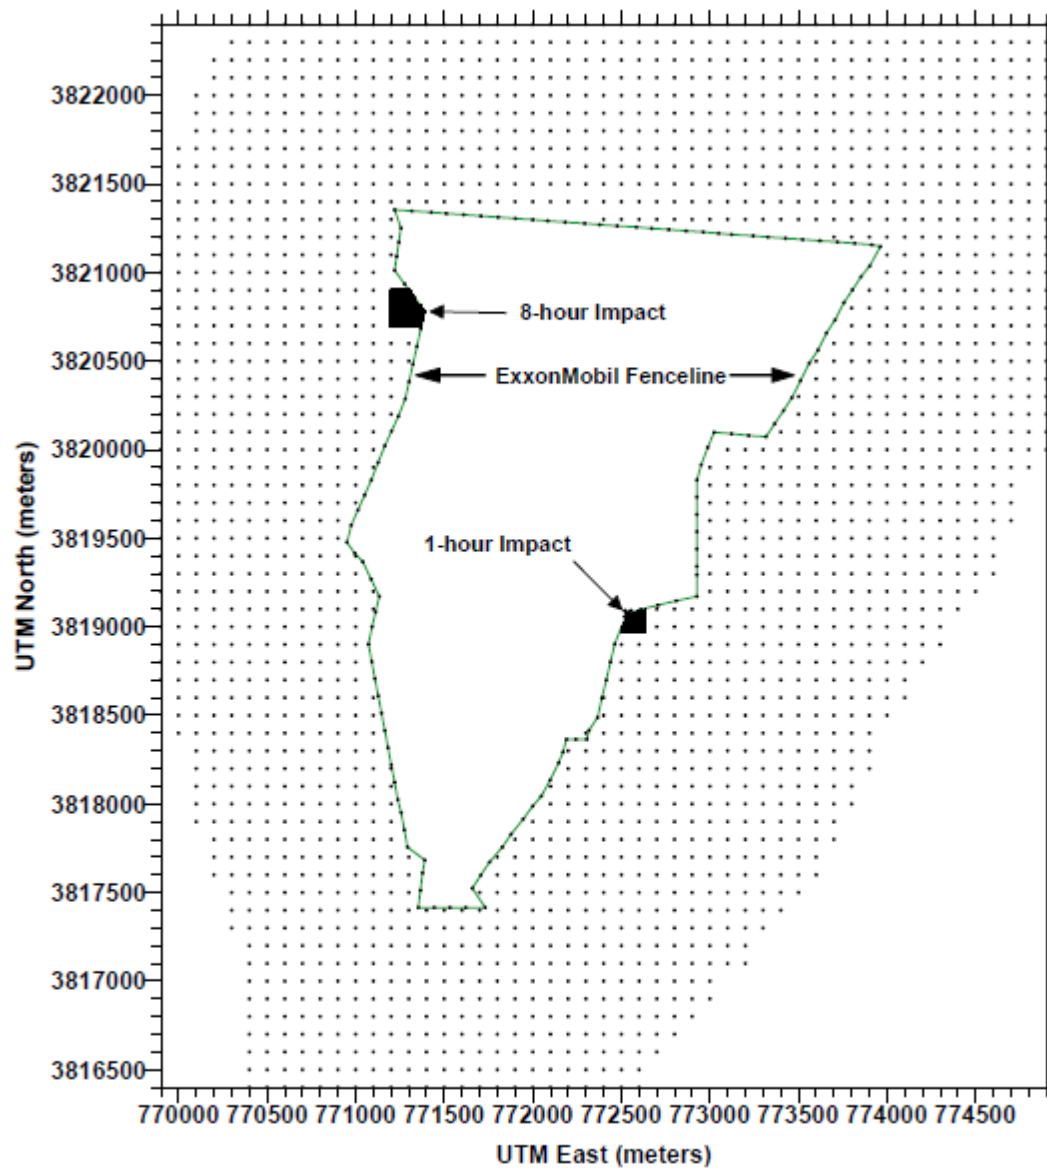 3822000
3821500
3821000
8-hour Impact
3820500
ExxonMobil Fenceline
3820000
UTM North (meters)
3819500
1-hour Impact
3819000
3818500
3818000
3817500
3817000
3816500
770000 770500 771000 771500 772000 772500 773000 773500 774000 774500
UTM East (meters)